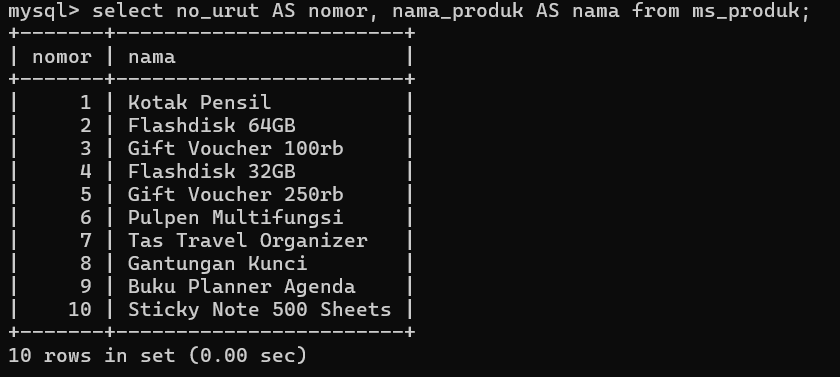 mysql> select no_urut AS nomor, nama_produk AS nama from ms_produk;
+-------+------------------------+
| nomor | nama                   |
+-------+------------------------+
|     1 | Kotak Pensil           |
|     2 | Flashdisk 64GB         |
|     3 | Gift Voucher 100rb     |
|     4 | Flashdisk 32GB         |
|     5 | Gift Voucher 250rb     |
|     6 | Pulpen Multifungsi     |
|     7 | Tas Travel Organizer   |
|     8 | Gantungan Kunci        |
|     9 | Buku Planner Agenda    |
|    10 | Sticky Note 500 Sheets |
+-------+------------------------+
10 rows in set (0.00 sec)